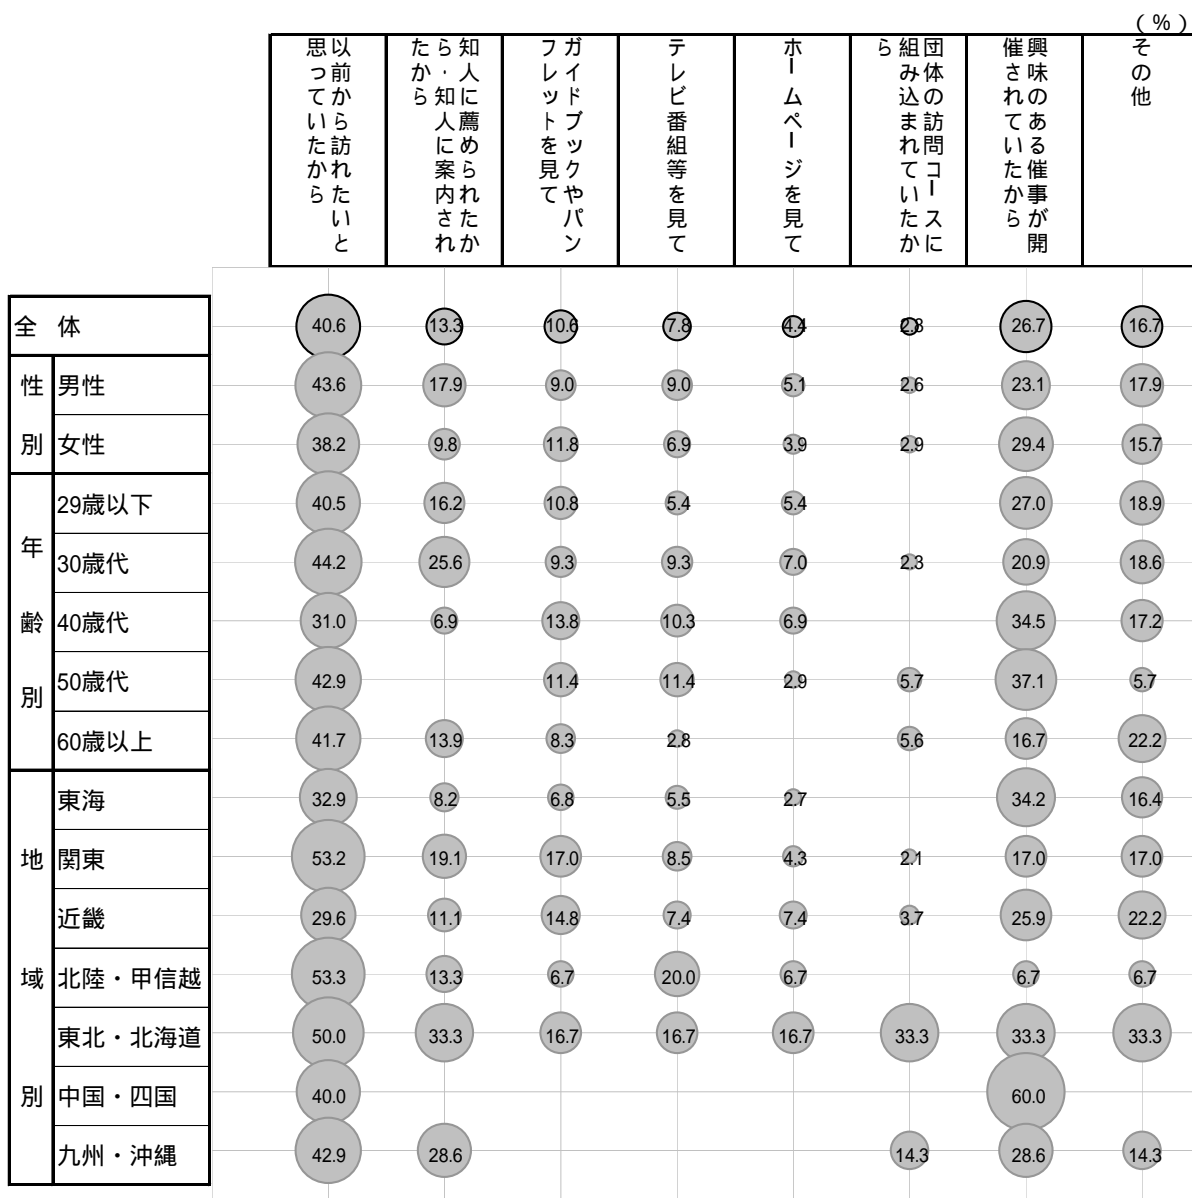 （％）
以前から訪れたいと
思っていたから
知人に薦められたか
ら・知人に案内され
たから
ガイドブックやパン
フレットを見て
テレビ番組等を見て
ホームページを見て
団体の訪問コースに
組み込まれていたか
ら
興味のある催事が開
催されていたから
その他
全 体 40.6 13.3 10.6 7.8 4.4 2.8 26.7 16.7
性別
男性 43.6 17.9 9.0 9.0 5.1 2.6 23.1 17.9
女性 38.2 9.8 11.8 6.9 3.9 2.9 29.4 15.7
年齢別
29歳以下 40.5 16.2 10.8 5.4 5.4 27.0 18.9
30歳代 44.2 25.6 9.3 9.3 7.0 2.3 20.9 18.6
40歳代 31.0 6.9 13.8 10.3 6.9 34.5 17.2
50歳代 42.9 11.4 11.4 2.9 5.7 37.1 5.7
60歳以上 41.7 13.9 8.3 2.8 5.6 16.7 22.2
地域別
東海 32.9 8.2 6.8 5.5 2.7 34.2 16.4
関東 53.2 19.1 17.0 8.5 4.3 2.1 17.0 17.0
近畿 29.6 11.1 14.8 7.4 7.4 3.7 25.9 22.2
北陸・甲信越 53.3 13.3 6.7 20.0 6.7 6.7 6.7
東北・北海道 50.0 33.3 16.7 16.7 16.7 33.3 33.3 33.3
中国・四国 40.0 60.0
九州・沖縄 42.9 28.6 14.3 28.6 14.3